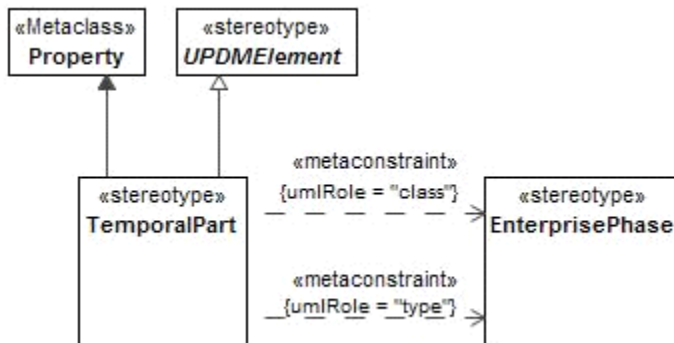 «Metaclass»
Property
«stereotype»
UPDMElement
«stereotype»
TemporalPart
«metaconstraint»
{umlRole = "class"}
«stereotype»
EnterprisePhase
«metaconstraint»
{umlRole = "type"}